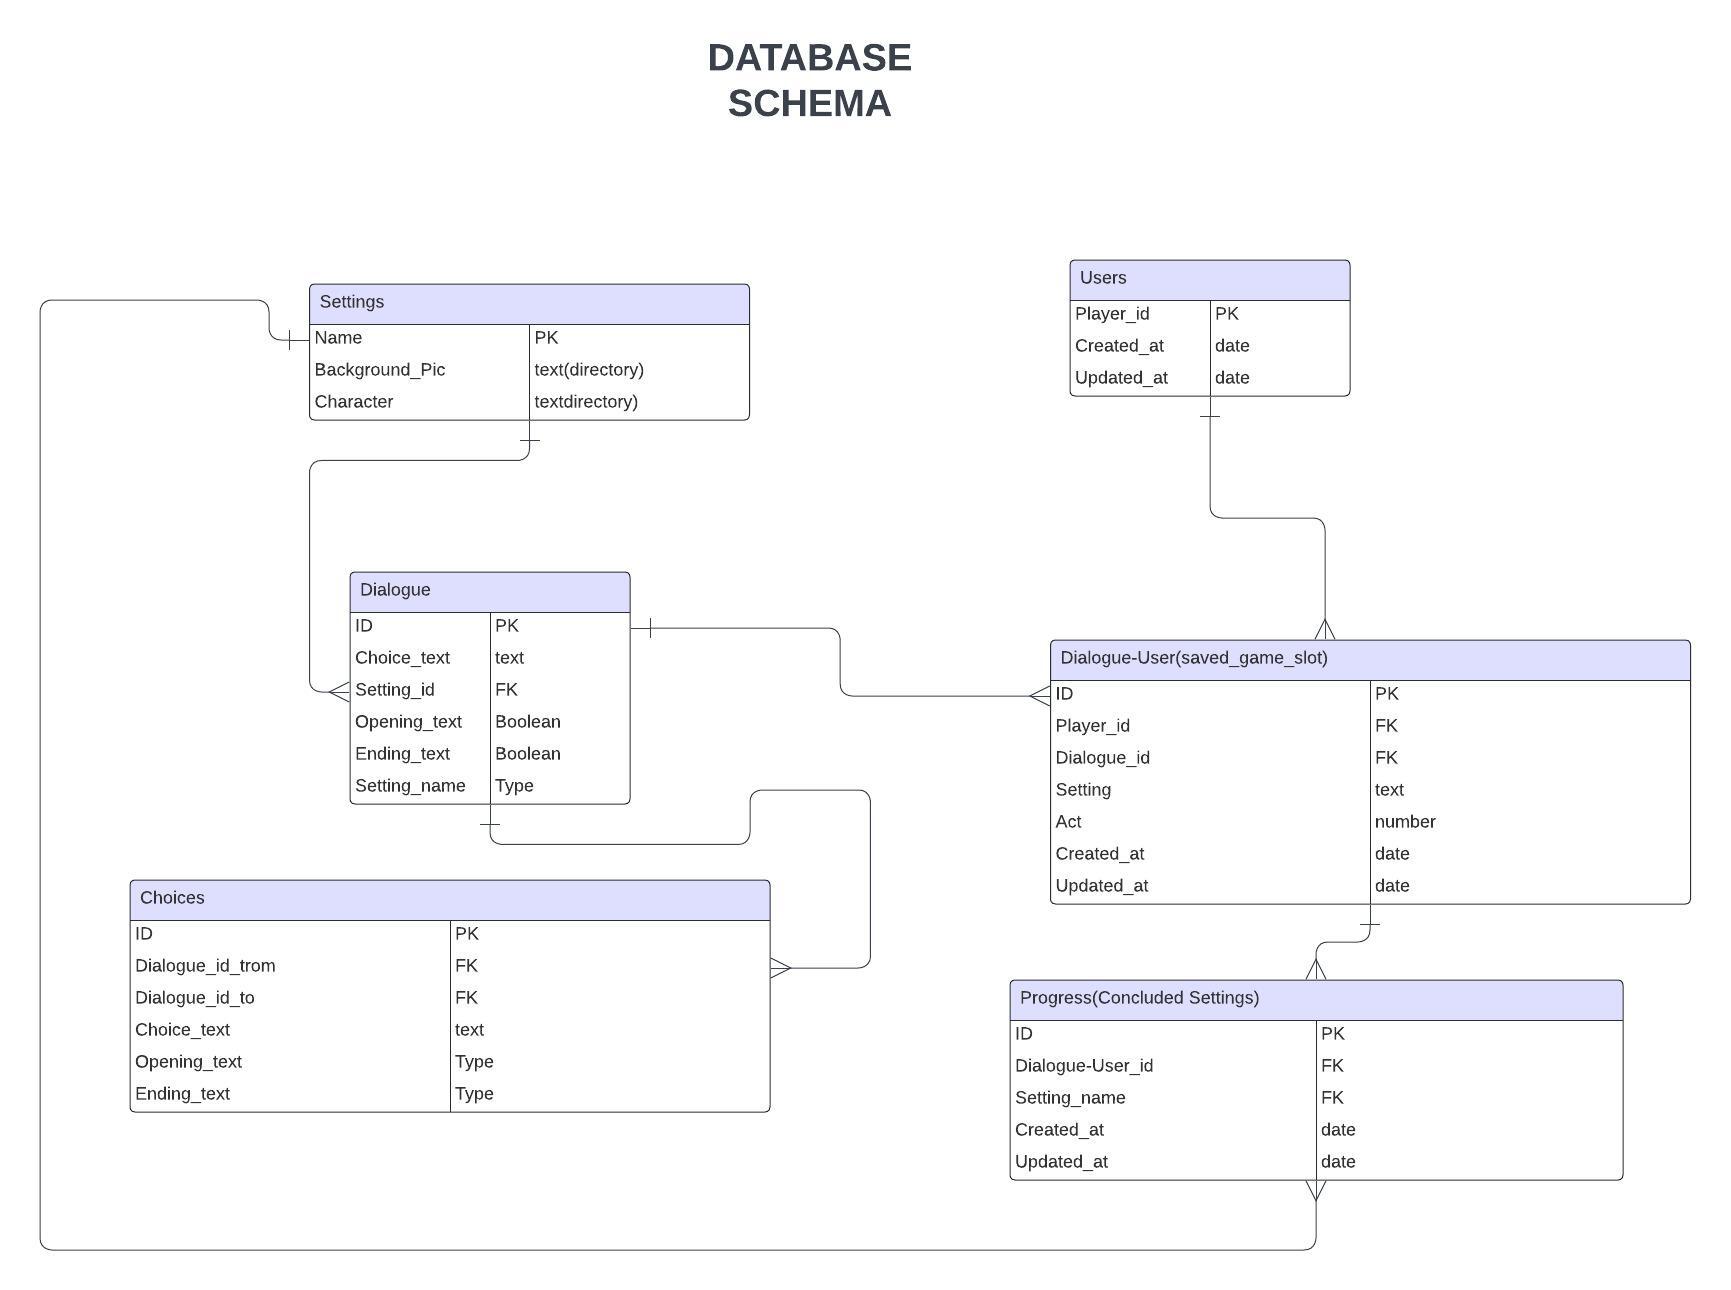 DATABASE
SCHEMA
Settings
Name PK
Background_Pic text(directory)
Character textdirectory)
Users
Player_id PK
Created_at date
Updated_at date
Dialogue
ID PK
Choice_text text
Setting_id FK
Opening_text Boolean
Ending_text Boolean
Setting_name Type
Dialogue-User(saved_game_slot)
ID PK
Player_id FK
Dialogue_id FK
Setting text
Act number
Created_at date
Updated_at date
Choices
ID PK
Dialogue_id_trom FK
Dialogue_id_to FK
Choice_text text
Opening_text Type
Ending_text Type
Progress(Concluded Settings)
ID PK
Dialogue-User_id FK
Setting_name FK
Created_at date
Updated_at date